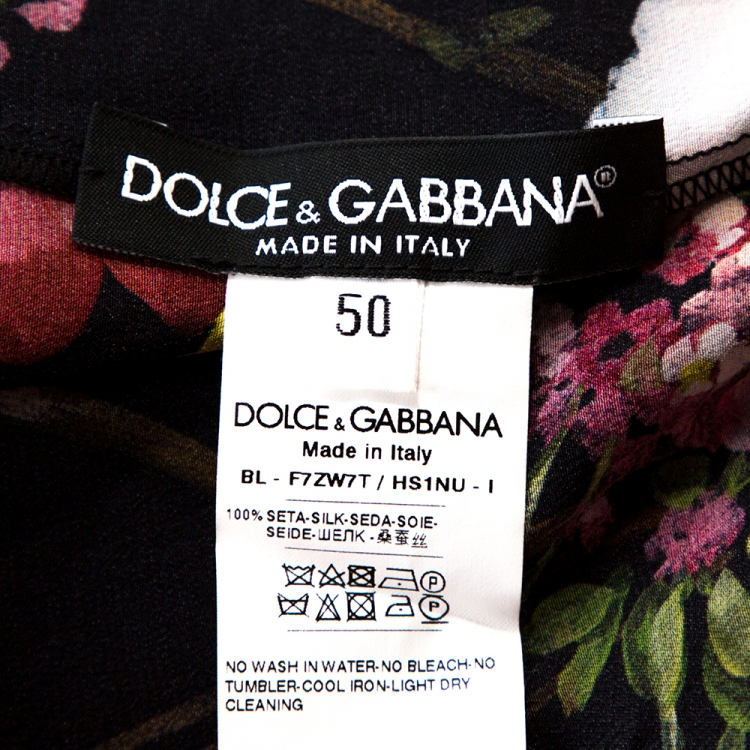 DOLCE & GABBANA®
MADE IN ITALY
50
DOLCE & GABBANA
Made in Italy
BL - F7ZW7T / HS1NU - I
100% SETA-SILK-SEDA-SOIE-
SEIDE-ШЕЛК - 桑蚕丝
P
P
NO WASH IN WATER-NO BLEACH-NO
TUMBLER-COOL IRON-LIGHT DRY
CLEANING